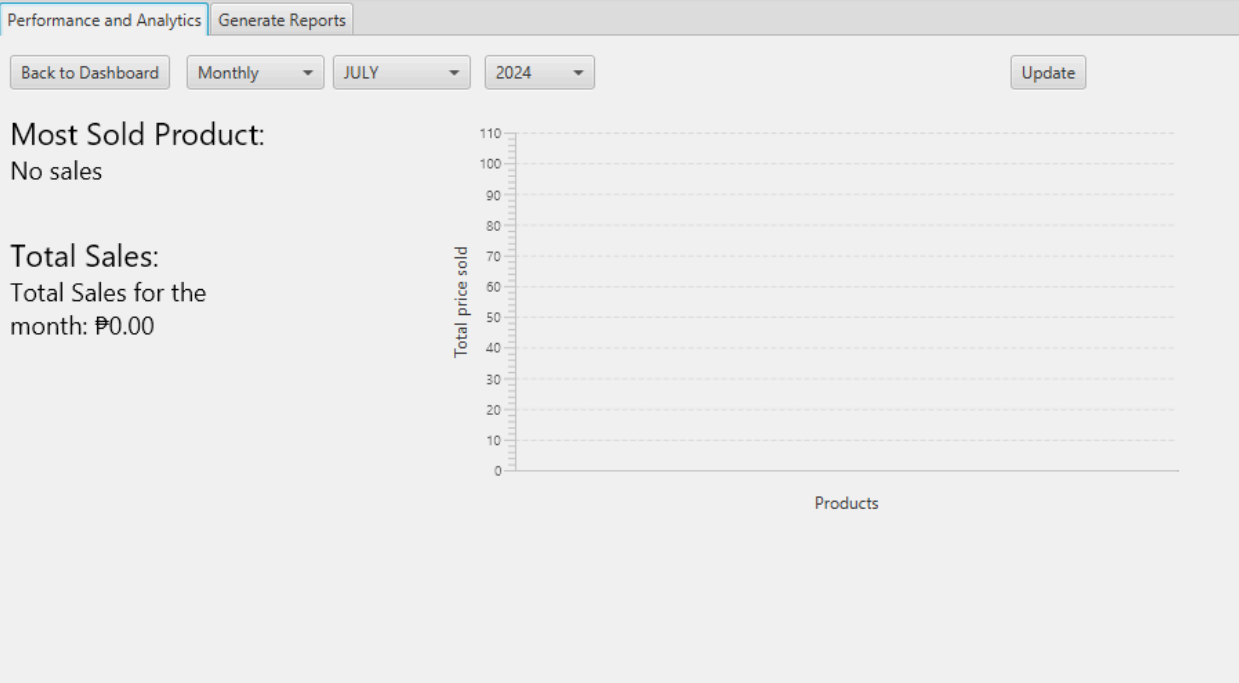 Performance and Analytics
Generate Reports
Back to Dashboard
Monthly
JULY
2024
Update
Most Sold Product:
No sales
Total Sales:
Total Sales for the
month: ₱0.00
Total price sold
110
100
90
80
70
60
50
40
30
20
10
0
Products